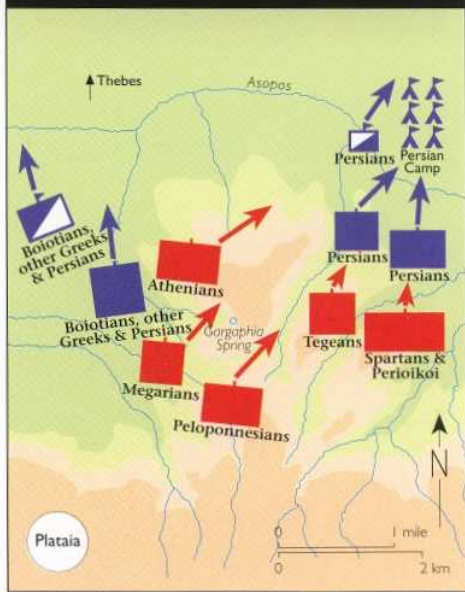 Thebes
Asopos
Persians
Persian
Camp
Boiotians,
other Greeks
& Persians
Athenians
Persians
Persians
Boiotians, other
Greeks & Persians
Gargaphia
Spring
Tegeans
Spartans &
Perioikoi
Megarians
Peloponnesians
N
Plataia
0
1 mile
0
2 km